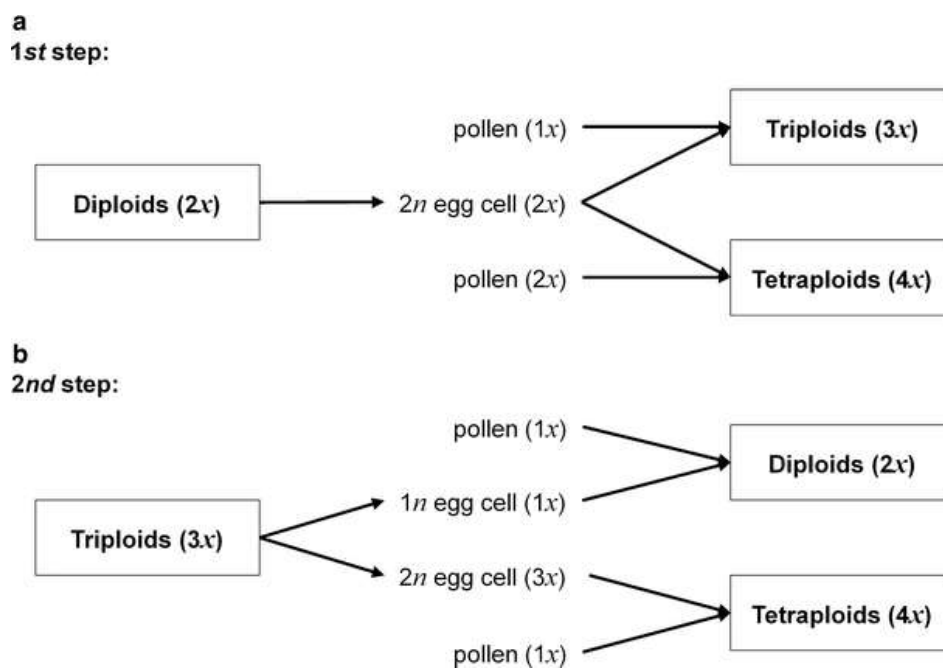 a
1st step:
pollen (1x)
Triploids (3x)
Diploids (2x)
2n egg cell (2x)
pollen (2x)
Tetraploids (4x)
b
2nd step:
pollen (1x)
Diploids (2x)
1n egg cell (1x)
Triploids (3x)
2n egg cell (3x)
Tetraploids (4x)
pollen (1x)